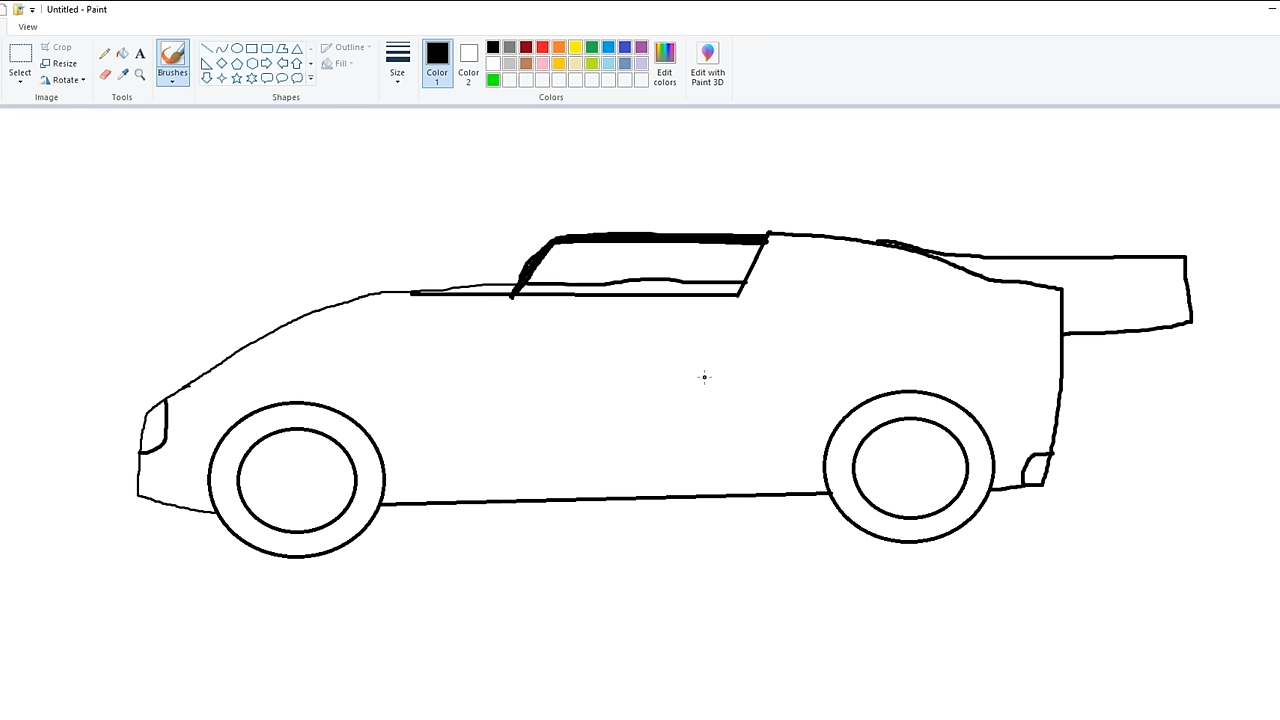 Untitled - Paint
View
Select
Crop
Resize
Rotate
Image
A
Tools
Brushes
Shapes
Outline
Fill
Size
Color
1
Color
2
Colors
Edit
colors
Edit with
Paint 3D